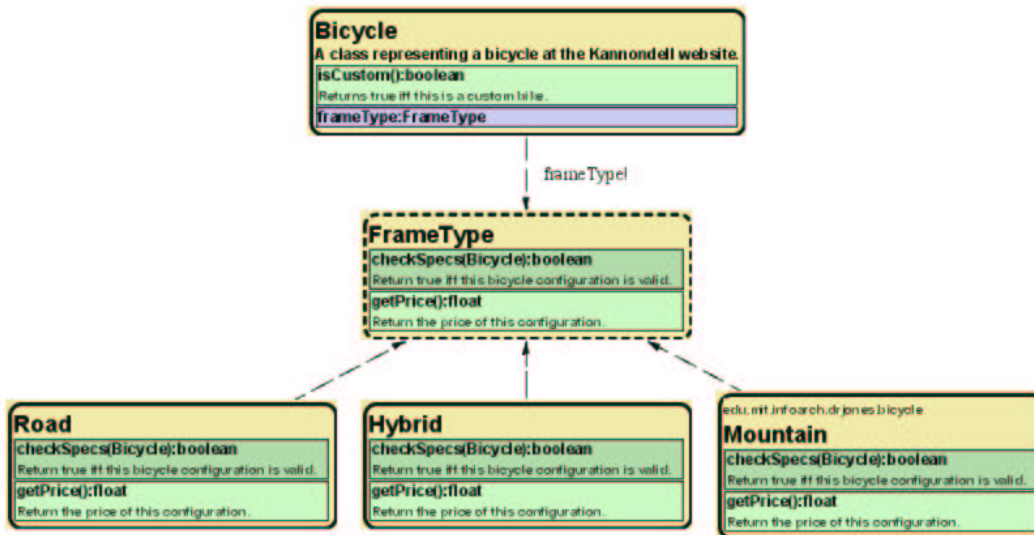 Bicycle
A class representing a bicycle at the Kannondell website.
isCustom():boolean
Returns true iff this is a custom bike.
frameType:FrameType
frameType!
FrameType
checkSpecs(Bicycle):boolean
Return true iff this bicycle configuration is valid.
getPrice():float
Return the price of this configuration.
Road
checkSpecs(Bicycle):boolean
Return true iff this bicycle configuration is valid.
getPrice():float
Return the price of this configuration.
Hybrid
checkSpecs(Bicycle):boolean
Return true iff this bicycle configuration is valid.
getPrice():float
Return the price of this configuration.
edu.mit.infoarch.drjones.bicycle
Mountain
checkSpecs(Bicycle):boolean
Return true iff this bicycle configuration is valid.
getPrice():float
Return the price of this configuration.